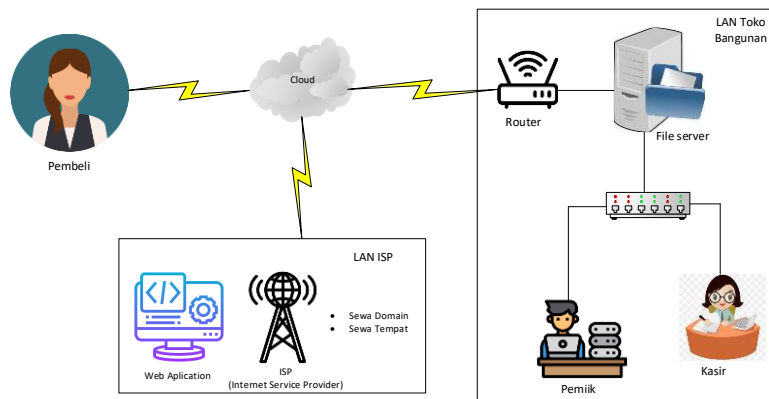 LAN Toko
Bangunan
Cloud
Router
File server
Pembeli
LAN ISP
Sewa Domain
Sewa Tempat
Web Aplication
ISP
(Internet Service Provider)
Pemiik
Kasir